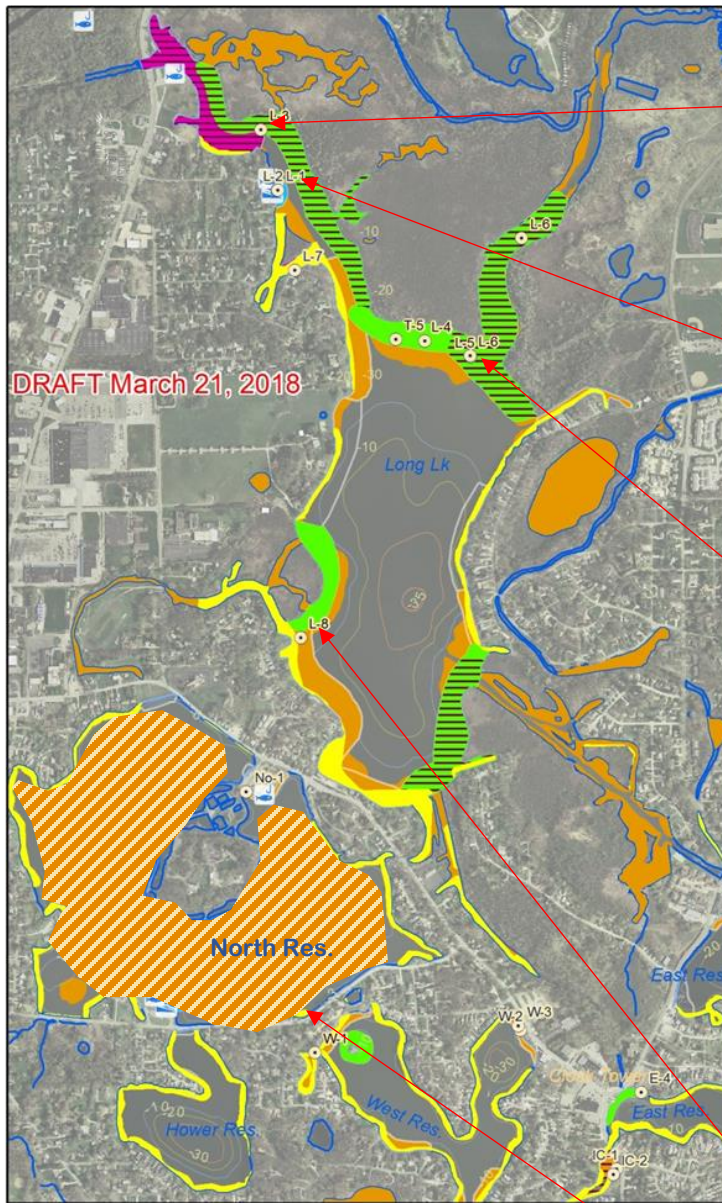 L-3
L-2 L-1
L-6
-10
L-7
-20
T-5 L-4
L-5 L-6
DRAFT March 21, 2018
-30
-10
Long Lk
L-8
No-1
North Res.
East Res.
W-2 W-3
W-1
E-4
West Res.
East Res.
Hower Res.
-10
-20
-30
IC-1
IC-2